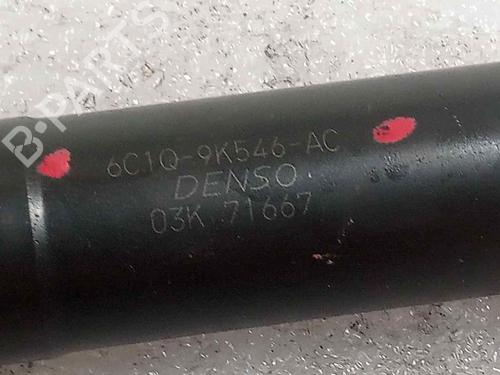 B-PARTS
6C1Q-9K546-AC
DENSO
03K 71667